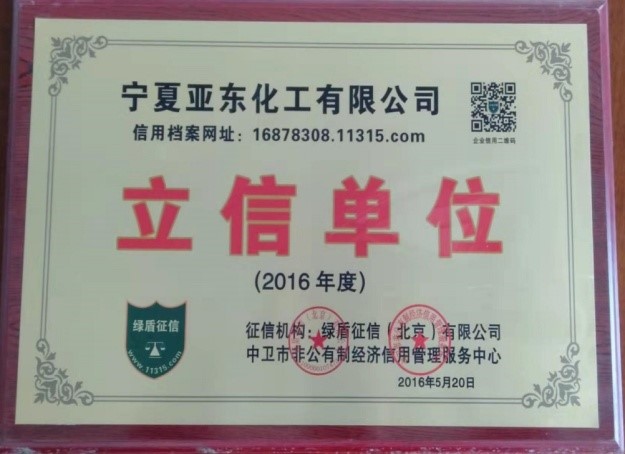 宁夏亚东化工有限公司
信用档案网址：16878308.11315.com
企业信用二维码
立信单位
(2016年度)
绿盾征信
www.11315.com
征信机构：绿盾征信（北京）有限公司
中卫市非公有制经济信用管理服务中心
2016年5月20日